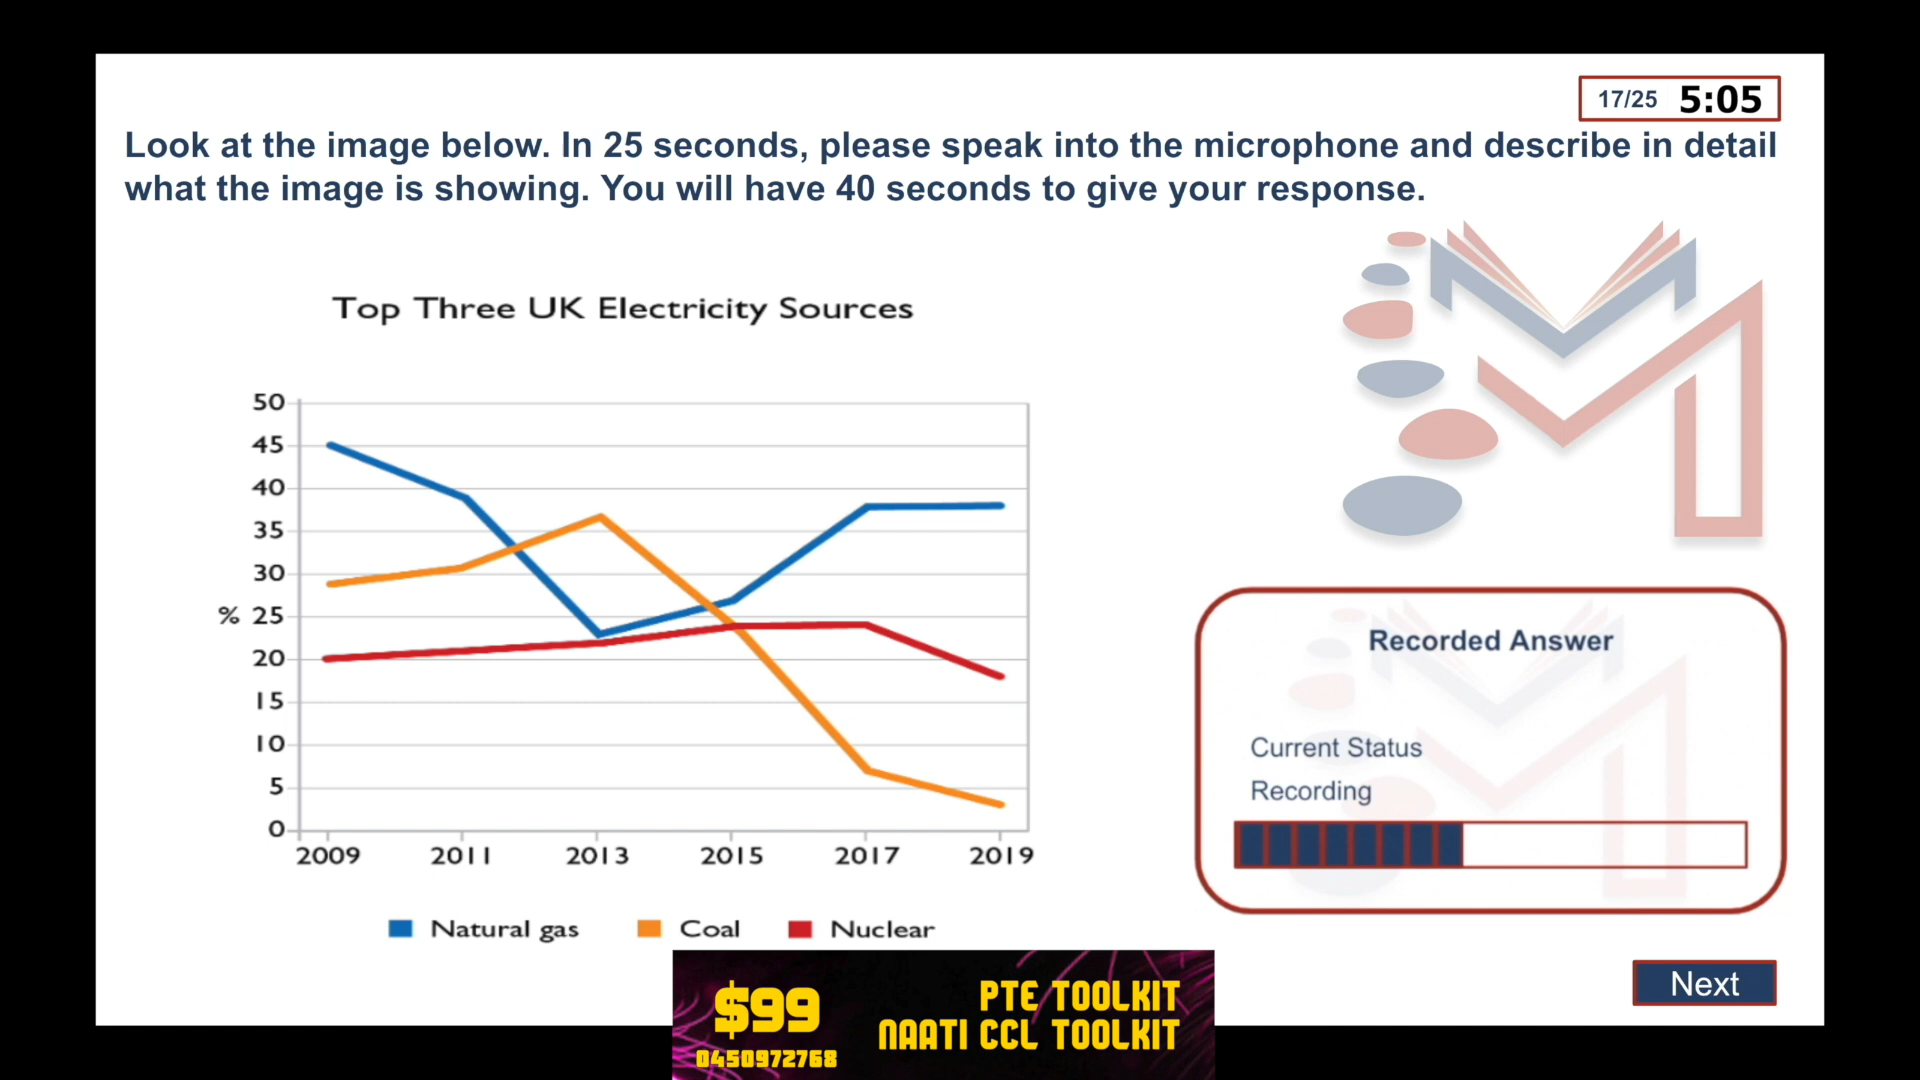 17/25 5:05
Look at the image below. In 25 seconds, please speak into the microphone and describe in detail
what the image is showing. You will have 40 seconds to give your response.
Top Three UK Electricity Sources
50
45
40
35
30
% 25
20
15
10
5
0
2009 2011 2013 2015 2017 2019
Natural gas Coal Nuclear
Recorded Answer
Current Status
Recording
Next
$99
0450972768
PTE TOOLKIT
NAATI CCL TOOLKIT